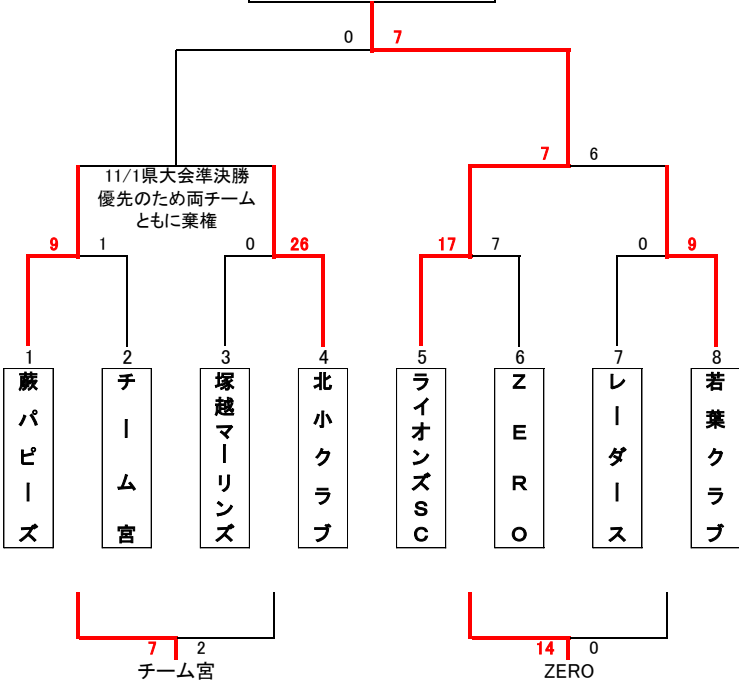 0 7
7 6
11/1県大会準決勝
優先のため両チーム
ともに棄権
9 1 0 26 17 7 0 9
1 2 3 4 5 6 7 8
蕨パピーズ
チーム宮
塚越マーリンズ
北小クラブ
ライオンズSC
ZERO
レーダース
若葉クラブ
7 2 14 0
チーム宮 ZERO